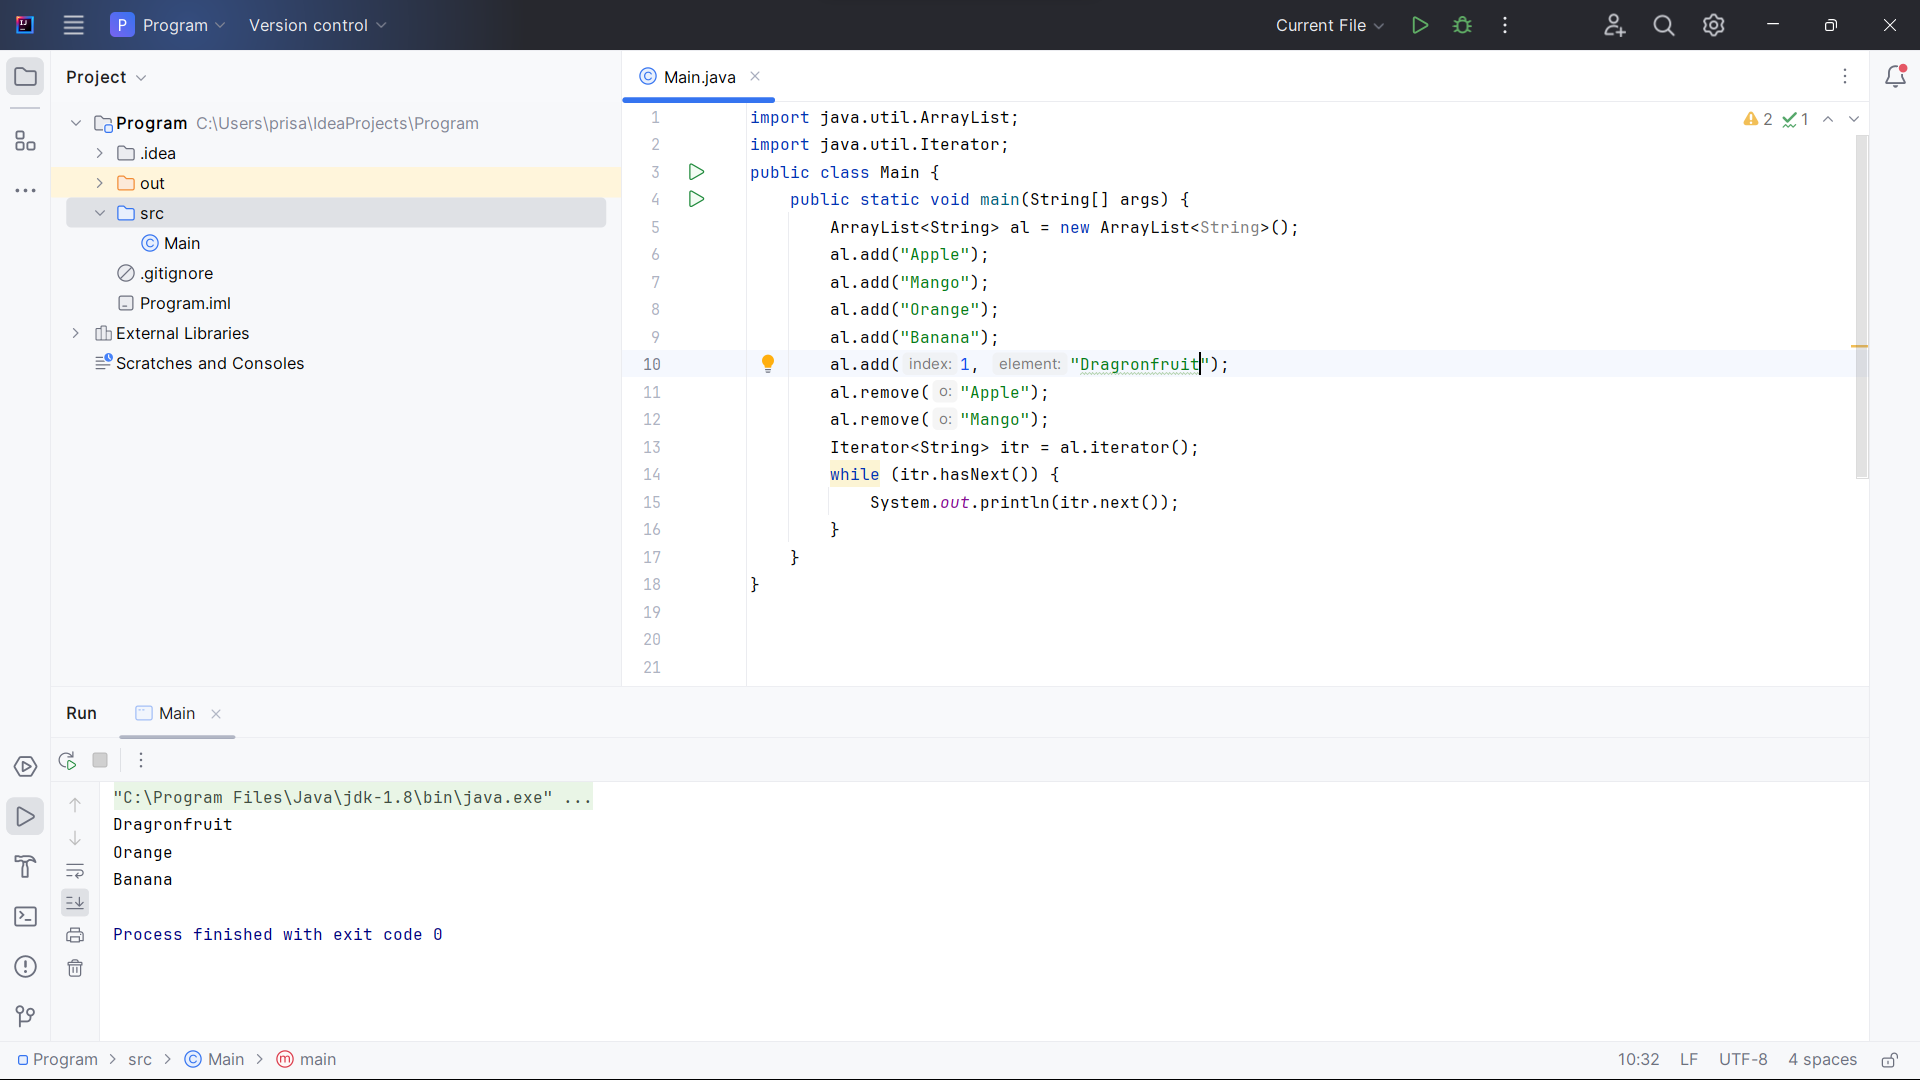 P Program Version control Current File
Project
Program C:\Users\prisa\IdeaProjects\Program
.idea
out
src
Main
.gitignore
Program.iml
External Libraries
Scratches and Consoles
Main.java
2 1
1 import java.util.ArrayList;
2 import java.util.Iterator;
3 public class Main {
4 public static void main(String[] args) {
5 ArrayList<String> al = new ArrayList<String>();
6 al.add("Apple");
7 al.add("Mango");
8 al.add("Orange");
9 al.add("Banana");
10 al.add( index: 1, element: "Dragronfruit");
11 al.remove( o: "Apple");
12 al.remove( o: "Mango");
13 Iterator<String> itr = al.iterator();
14 while (itr.hasNext()) {
15 System.out.println(itr.next());
16 }
17 }
18 }
19
20
21
Run Main
"C:\Program Files\Java\jdk-1.8\bin\java.exe" ...
Dragronfruit
Orange
Banana
Process finished with exit code 0
Program > src > Main > main 10:32 LF UTF-8 4 spaces